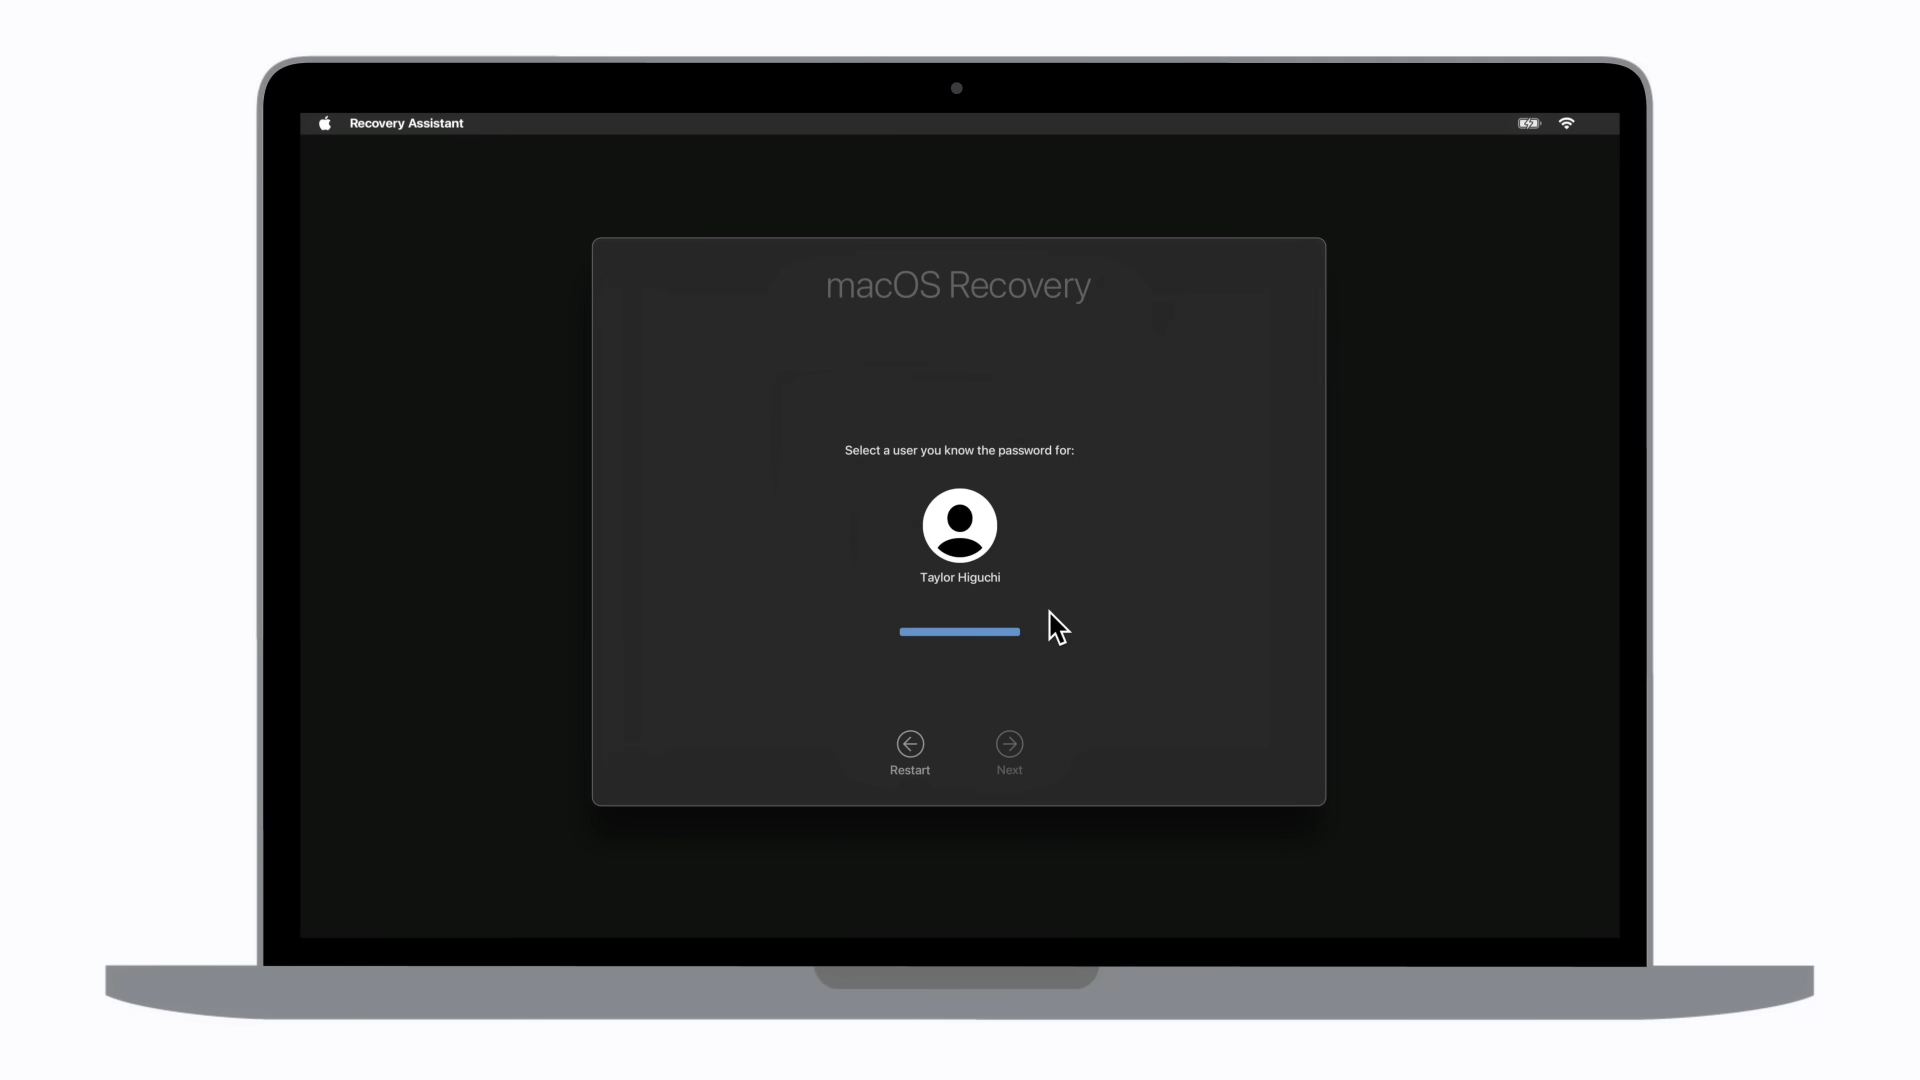 Recovery Assistant
macOS Recovery
Select a user you know the password for:
Taylor Higuchi
Restart
Next